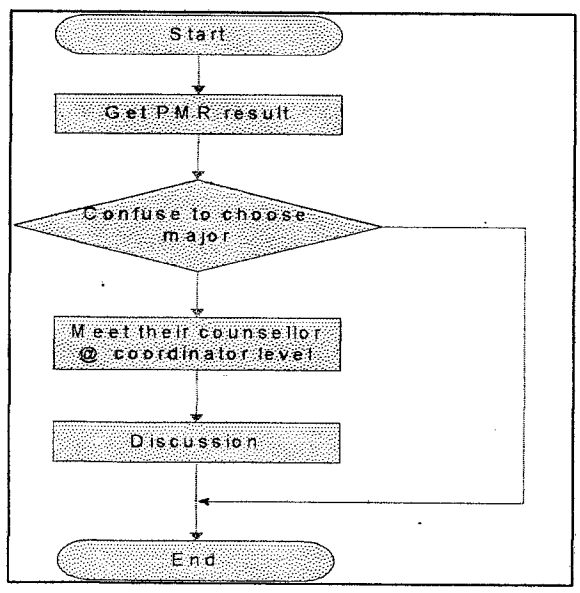 Start
Get PMR result
Confuse to choose
major
Meet their counsellor
@ coordinator level
Discussion
End